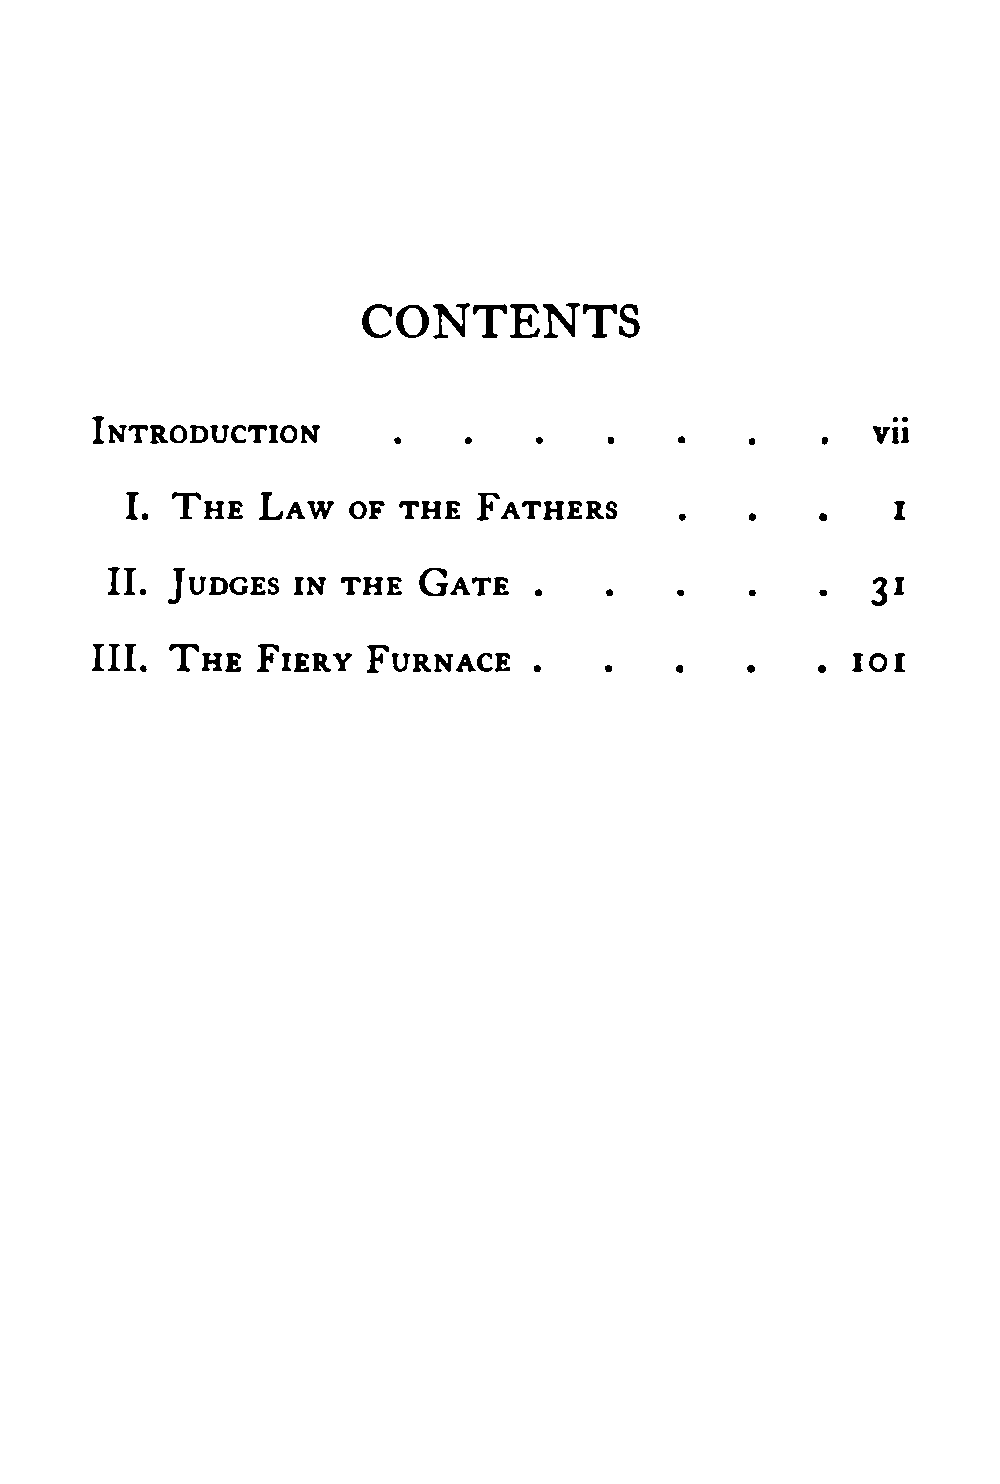 CONTENTS
Introduction . . . . . . . vii
I. The Law of the Fathers . . . 1
II. Judges in the Gate . . . . . 31
III. The Fiery Furnace . . . . . 101